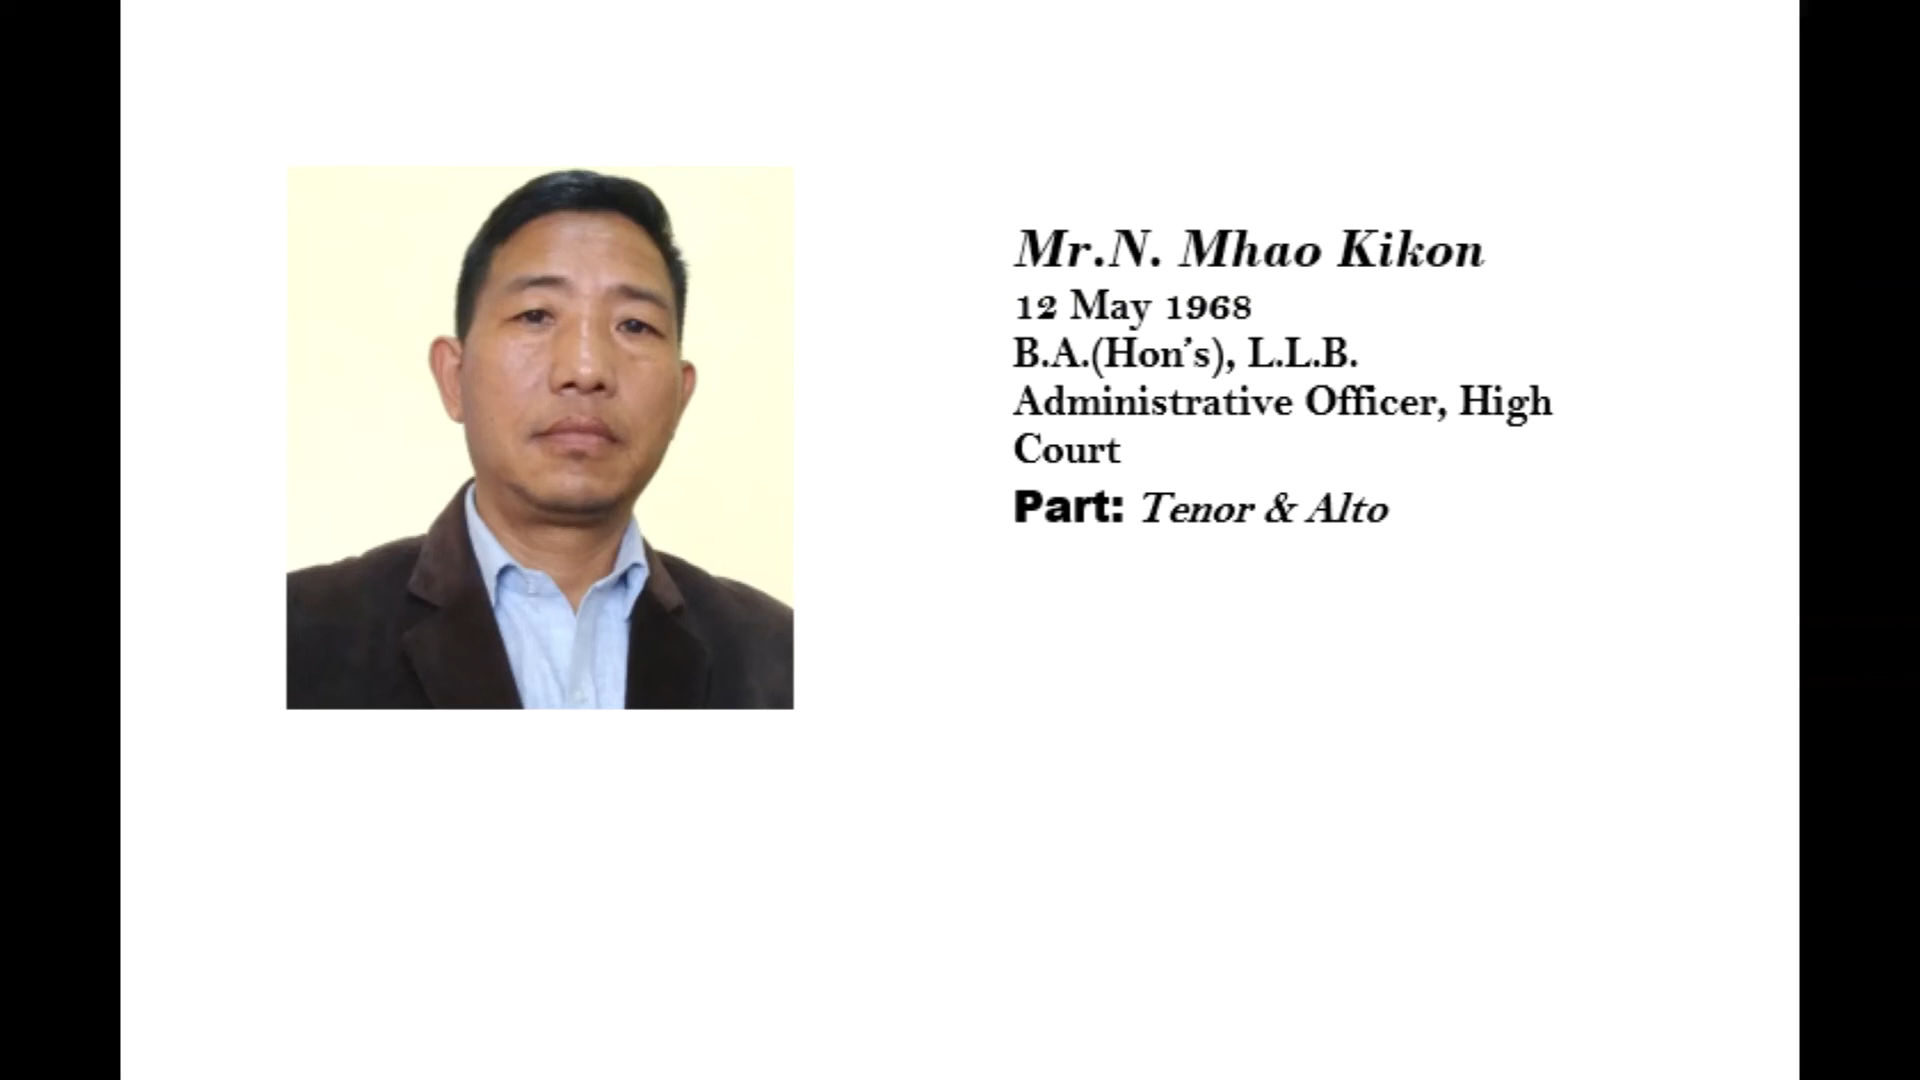 Mr.N. Mhao Kikon
12 May 1968
B.A.(Hon's), L.L.B.
Administrative Officer, High
Court
Part: Tenor & Alto